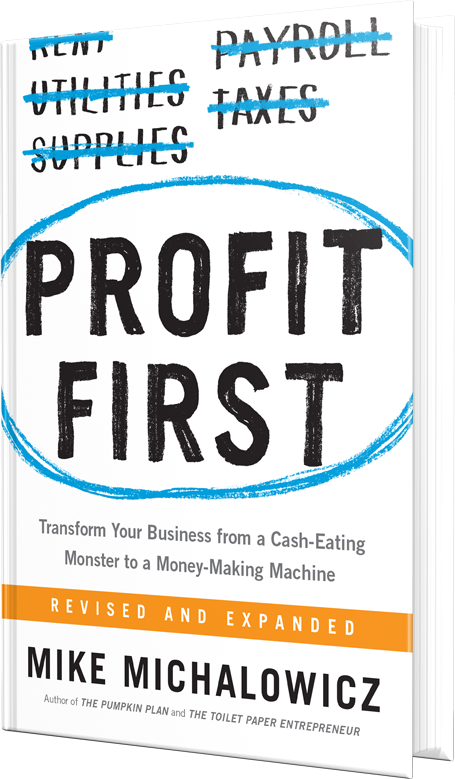 RENT PAYROLL
UTILITIES TAXES
SUPPLIES
PROFIT
FIRST
Transform Your Business from a Cash-Eating
Monster to a Money-Making Machine
REVISED AND EXPANDED
MIKE MICHALOWICZ
Author of THE PUMPKIN PLAN and THE TOILET PAPER ENTREPRENEUR